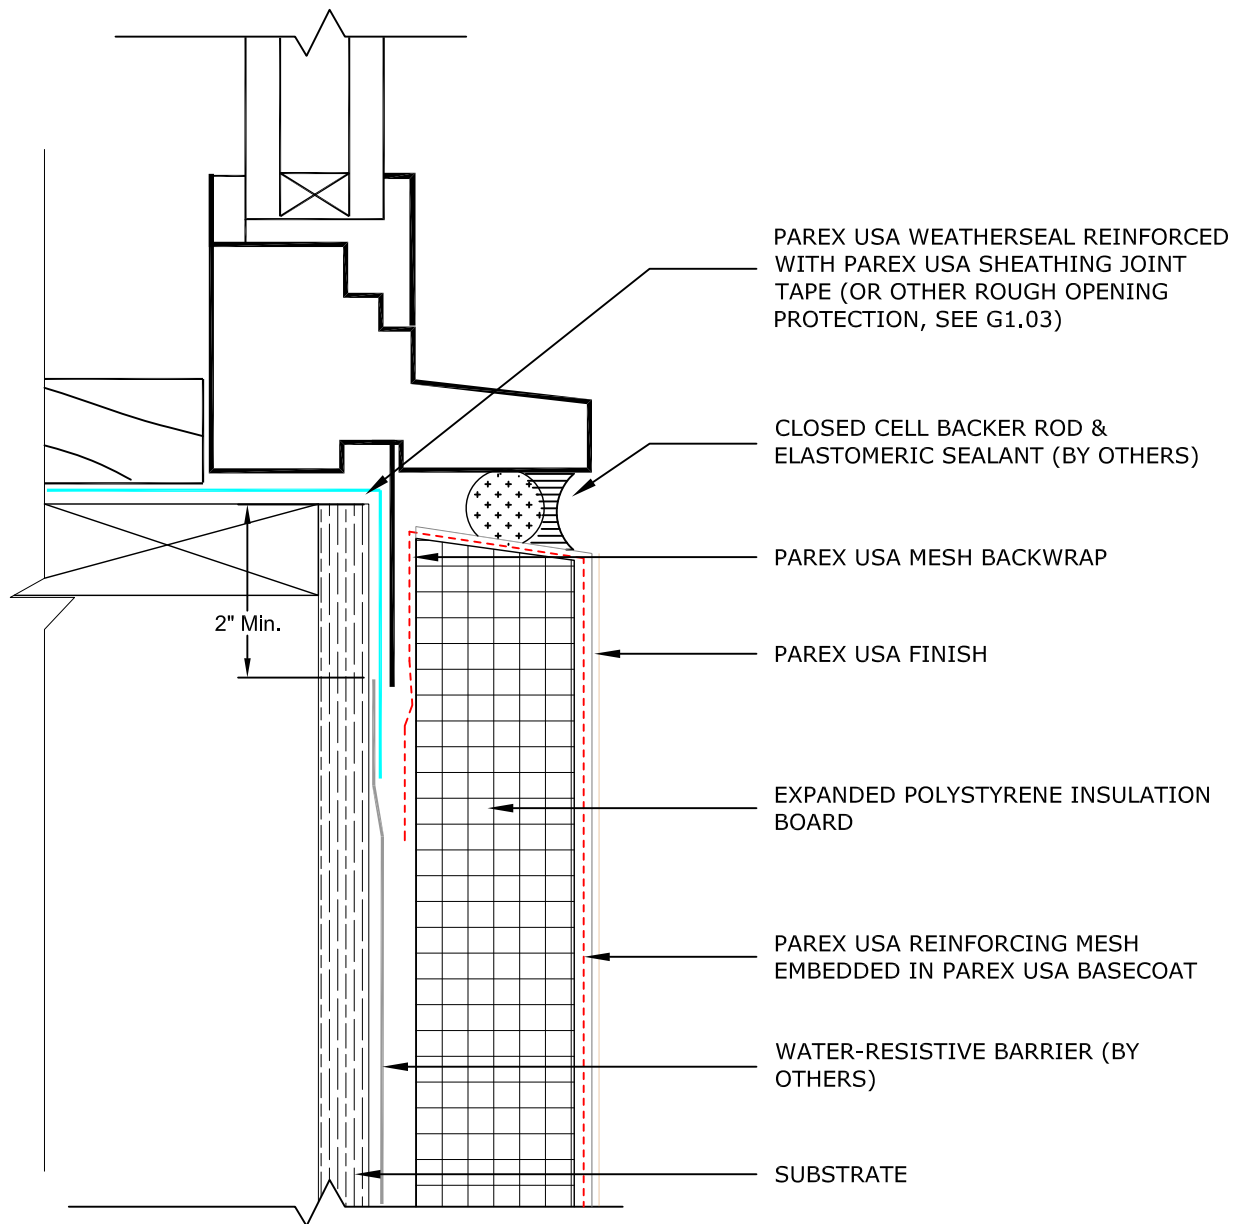 PAREX USA WEATHERSEAL REINFORCED
WITH PAREX USA SHEATHING JOINT
TAPE (OR OTHER ROUGH OPENING
PROTECTION, SEE G1.03)
CLOSED CELL BACKER ROD &
ELASTOMERIC SEALANT (BY OTHERS)
PAREX USA MESH BACKWRAP
2" Min.
PAREX USA FINISH
EXPANDED POLYSTYRENE INSULATION
BOARD
PAREX USA REINFORCING MESH
EMBEDDED IN PAREX USA BASECOAT
WATER-RESISTIVE BARRIER (BY
OTHERS)
SUBSTRATE